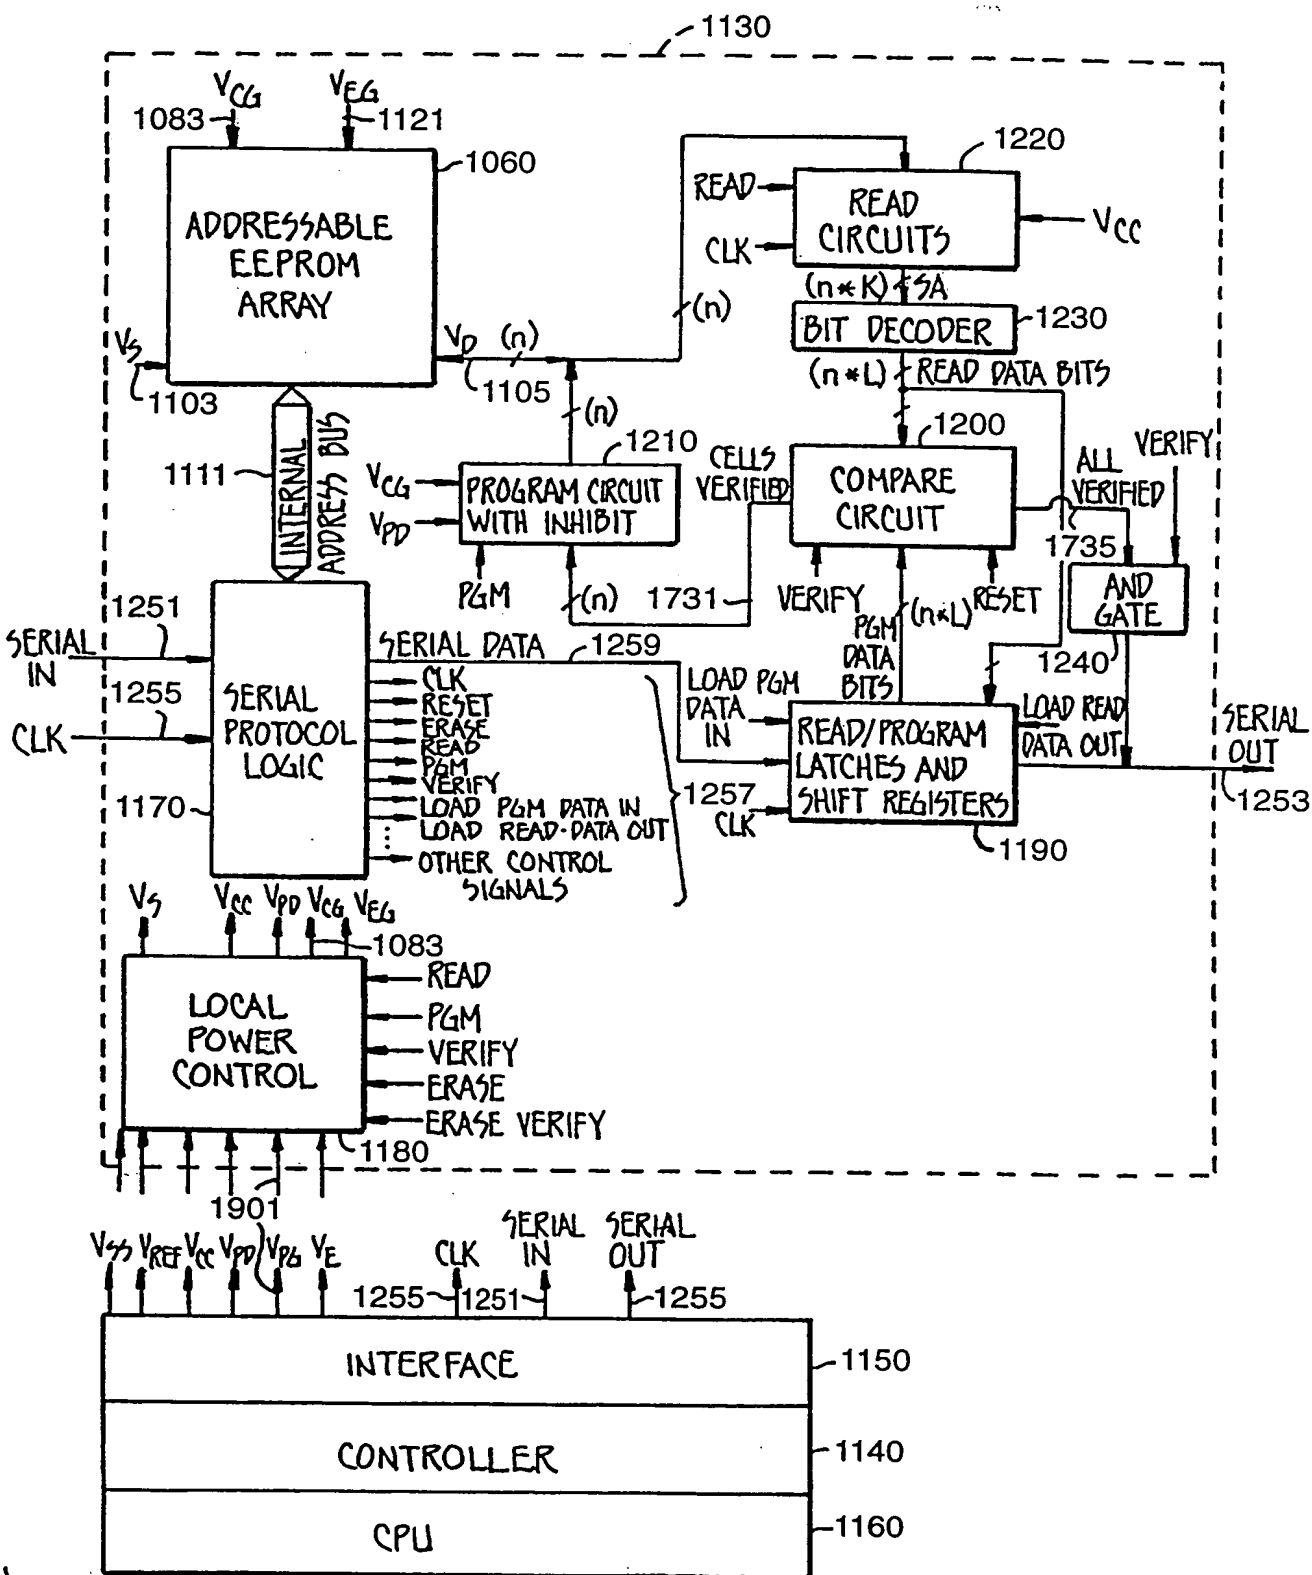 1130
VCG
VEG
1083
1121
1060
ADDRESSABLE
EEPROM
ARRAY
VS
1103
VD
(n)
1105
(n)
1220
READ
CLK
READ
CIRCUITS
VCC
(n*K)
SA
BIT DECODER
1230
(n*L)
READ DATA BITS
1111
INTERNAL
ADDRESS BUS
(n)
1210
VCG
VPD
PROGRAM CIRCUIT
WITH INHIBIT
PGM
(n)
CELLS
VERIFIED
1731
1200
COMPARE
CIRCUIT
VERIFY
RESET
ALL
VERIFIED
VERIFY
1735
AND
GATE
1240
(n*L)
PGM
DATA
BITS
1251
SERIAL
IN
1255
CLK
SERIAL
PROTOCOL
LOGIC
1170
SERIAL DATA
1259
CLK
RESET
ERASE
READ
PGM
VERIFY
LOAD PGM DATA IN
LOAD READ-DATA OUT
OTHER CONTROL
SIGNALS
1257
LOAD PGM
DATA
IN
CLK
READ/PROGRAM
LATCHES AND
SHIFT REGISTERS
1190
LOAD READ
DATA OUT
SERIAL
OUT
1253
VS
VCC
VPD
VCG
VEG
1083
LOCAL
POWER
CONTROL
READ
PGM
VERIFY
ERASE
ERASE VERIFY
1180
1901
VSS
VREF
VCC
VPD
VPG
VE
CLK
SERIAL
IN
SERIAL
OUT
1255
1251
1255
INTERFACE
1150
CONTROLLER
1140
CPU
1160